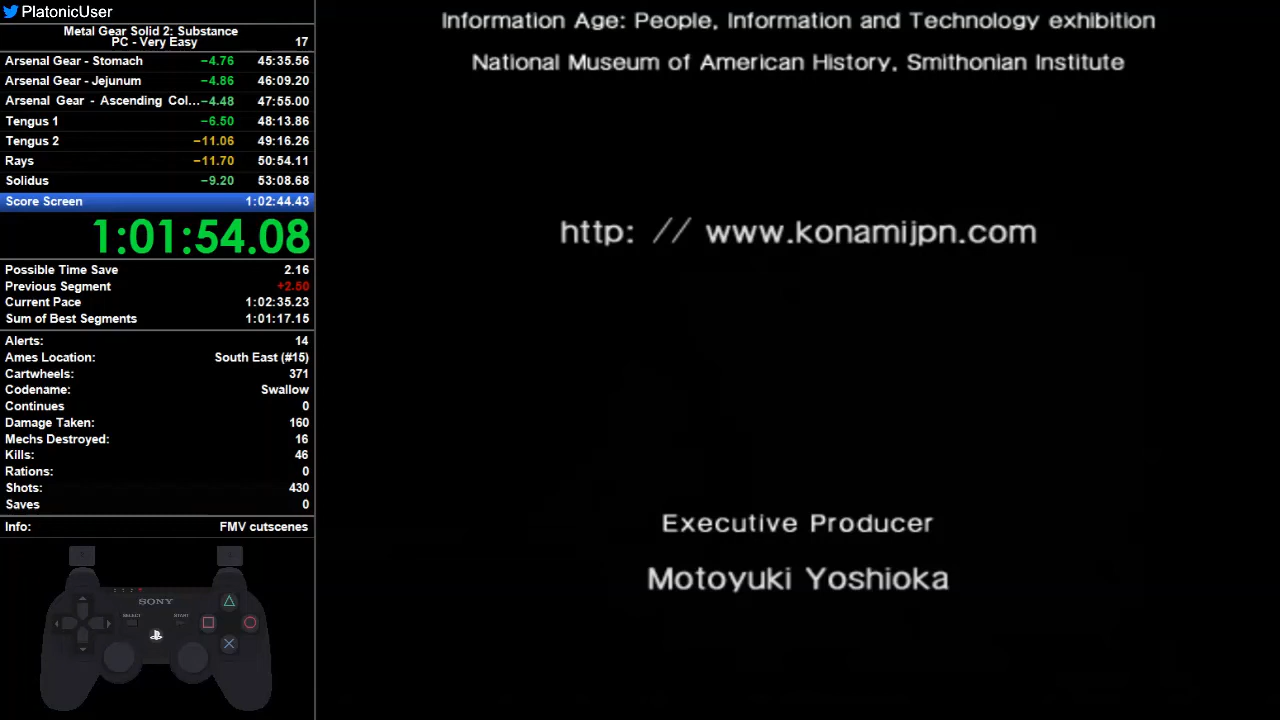 PlatonicUser
Metal Gear Solid 2: Substance
PC - Very Easy 17
Arsenal Gear - Stomach −4.76 45:35.56
Arsenal Gear - Jejunum −4.86 46:09.20
Arsenal Gear - Ascending Col... −4.48 47:55.00
Tengus 1 −6.50 48:13.86
Tengus 2 −11.06 49:16.26
Rays −11.70 50:54.11
Solidus −9.20 53:08.68
Score Screen 1:02:44.43
1:01:54.08
Possible Time Save 2.16
Previous Segment +2.50
Current Pace 1:02:35.23
Sum of Best Segments 1:01:17.15
Alerts: 14
Ames Location: South East (#15)
Cartwheels: 371
Codename: Swallow
Continues 0
Damage Taken: 160
Mechs Destroyed: 16
Kills: 46
Rations: 0
Shots: 430
Saves 0
Info: FMV cutscenes
SONY
SELECT START
Information Age: People, Information and Technology exhibition
National Museum of American History, Smithonian Institute
http: // www.konamijpn.com
Executive Producer
Motoyuki Yoshioka